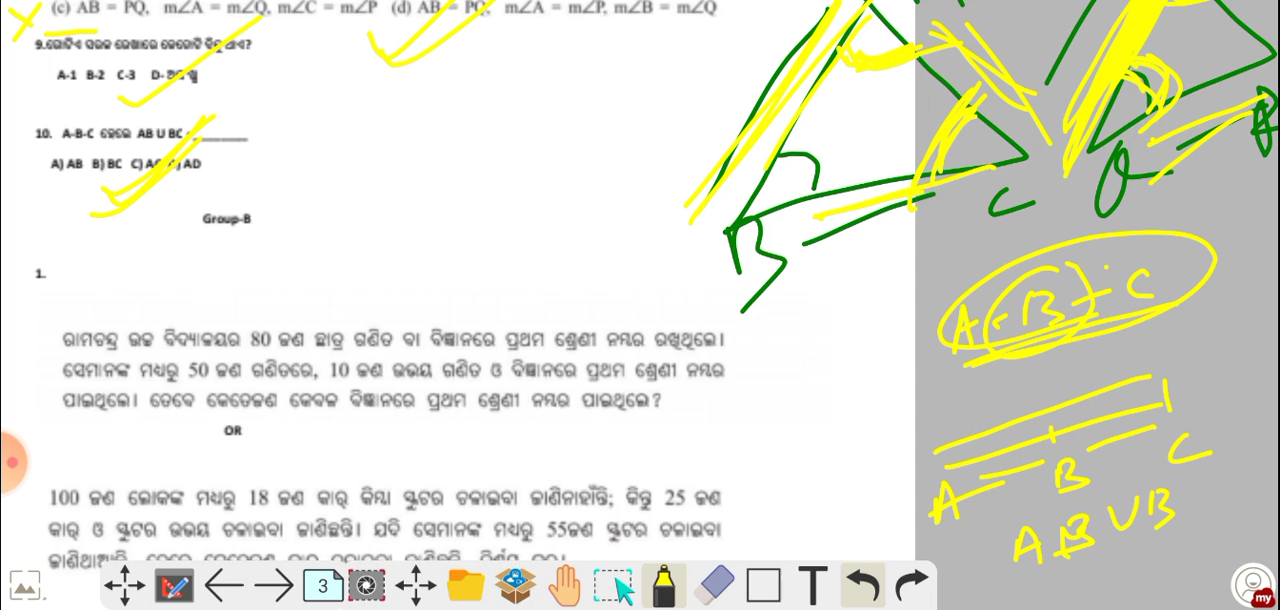 (c) AB = PQ, m∠A = m∠Q, m∠C = m∠P (d) AB = PQ, m∠A = m∠P, m∠B = m∠Q
9.ଗୋଟିଏ ସରଳ ରେଖାରେ କେତୋଟି ବିନ୍ଦୁ ଥାଏ?
A-1 B-2 C-3 D-
10. A-B-C ହେଲେ AB U BC = ________
A) AB B) BC C) AC D) AD
Group-B
1.
ରାମଚନ୍ଦ୍ର ଉଚ୍ଚ ବିଦ୍ୟାଳୟର 80 ଜଣ ଛାତ୍ର ଗଣିତ ବା ବିଜ୍ଞାନରେ ପ୍ରଥମ ଶ୍ରେଣୀ ନମ୍ବର ରଖିଥିଲେ।
ସେମାନଙ୍କ ମଧ୍ୟରୁ 50 ଜଣ ଗଣିତରେ, 10 ଜଣ ଉଭୟ ଗଣିତ ଓ ବିଜ୍ଞାନରେ ପ୍ରଥମ ଶ୍ରେଣୀ ନମ୍ବର
ପାଇଥିଲେ। ତେବେ କେତେଜଣ କେବଳ ବିଜ୍ଞାନରେ ପ୍ରଥମ ଶ୍ରେଣୀ ନମ୍ବର ପାଇଥିଲେ?
OR
100 ଜଣ ଲୋକଙ୍କ ମଧ୍ୟରୁ 18 ଜଣ କାର୍ କିମ୍ବା ସ୍କୁଟର ଚଳାଇବା ଜାଣିନାହାଁନ୍ତି; କିନ୍ତୁ 25 ଜଣ
କାର୍ ଓ ସ୍କୁଟର ଉଭୟ ଚଳାଇବା ଜାଣିଛନ୍ତି। ଯଦି ସେମାନଙ୍କ ମଧ୍ୟରୁ 55ଜଣ ସ୍କୁଟର ଚଳାଇବା
B
C
Q
A-B-C
A B C
A B U B
3
T
my